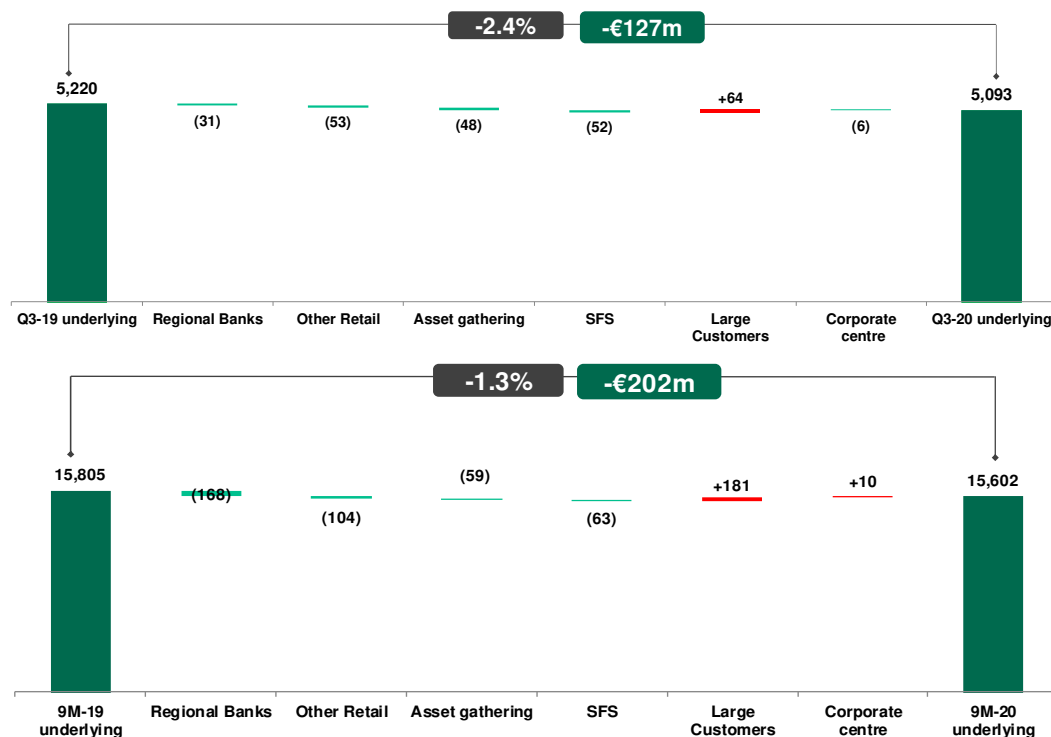 -2.4% -€127m
5,220
(31)
(53)
(48)
(52)
+64
(6)
5,093
Q3-19 underlying
Regional Banks
Other Retail
Asset gathering
SFS
Large
Customers
Corporate
centre
Q3-20 underlying
-1.3% -€202m
15,805
(168)
(104)
(59)
(63)
+181
+10
15,602
9M-19
underlying
Regional Banks
Other Retail
Asset gathering
SFS
Large
Customers
Corporate
centre
9M-20
underlying